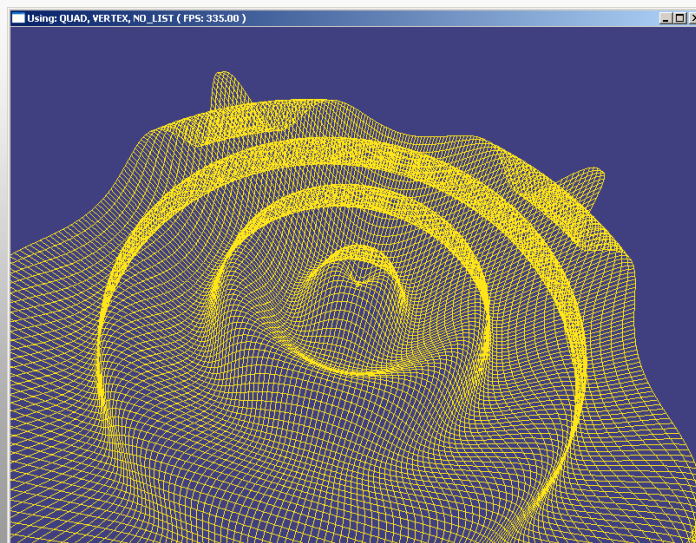 Using: QUAD, VERTEX, NO_LIST ( FPS: 335.00 )